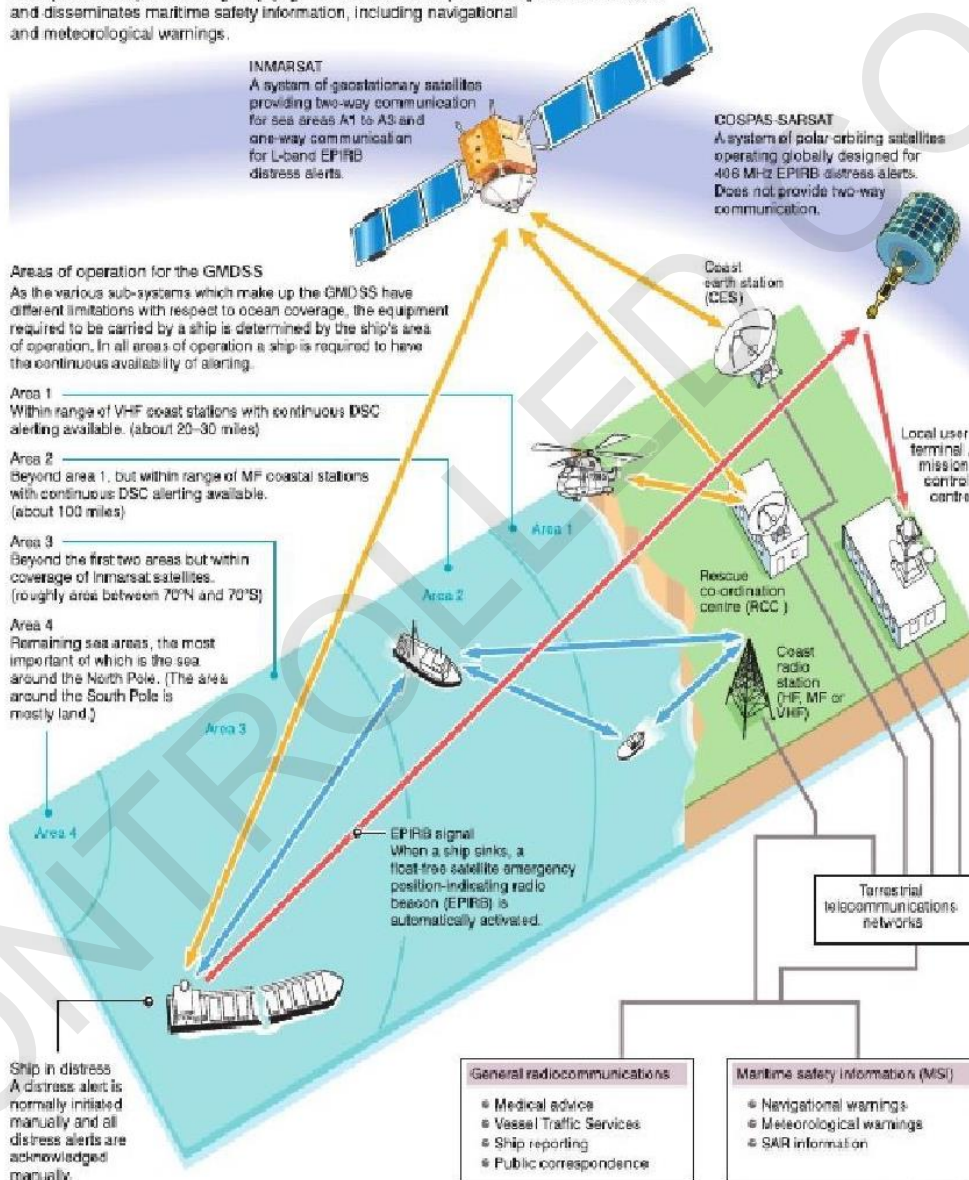 and disseminates maritime safety information, including navigational
and meteorological warnings.
INMARSAT
A system of geostationary satellites
providing two-way communication
for sea areas A1 to A3 and
one-way communication
for L-band EPIRB
distress alerts.
COSPAS-SARSAT
A system of polar-orbiting satellites
operating globally designed for
406 MHz EPIRB distress alerts.
Does not provide two-way
communication.
Areas of operation for the GMDSS
As the various sub-systems which make up the GMDSS have
different limitations with respect to ocean coverage, the equipment
required to be carried by a ship is determined by the ship's area
of operation. In all areas of operation a ship is required to have
the continuous availability of alerting.
Coast
earth station
(CES)
Area 1
Within range of VHF coast stations with continuous DSC
alerting available. (about 20–30 miles)
Area 2
Beyond area 1, but within range of MF coastal stations
with continuous DSC alerting available.
(about 100 miles)
Area 3
Beyond the first two areas but within
coverage of Inmarsat satellites.
(roughly area between 70°N and 70°S)
Area 4
Remaining sea areas, the most
important of which is the sea
around the North Pole. (The area
around the South Pole is
mostly land.)
Local user
terminal /
mission
control
centre
Area 1
Area 2
Area 3
Area 4
Rescue
co-ordination
centre (RCC)
Coast
radio
station
(HF, MF or
VHF)
EPIRB signal
When a ship sinks, a
float-free satellite emergency
position-indicating radio
beacon (EPIRB) is
automatically activated.
Terrestrial
telecommunications
networks
Ship in distress
A distress alert is
normally initiated
manually and all
distress alerts are
acknowledged
manually.
General radiocommunications
Medical advice
Vessel Traffic Services
Ship reporting
Public correspondence
Maritime safety information (MSI)
Navigational warnings
Meteorological warnings
SAR information
ONTROLLED CO